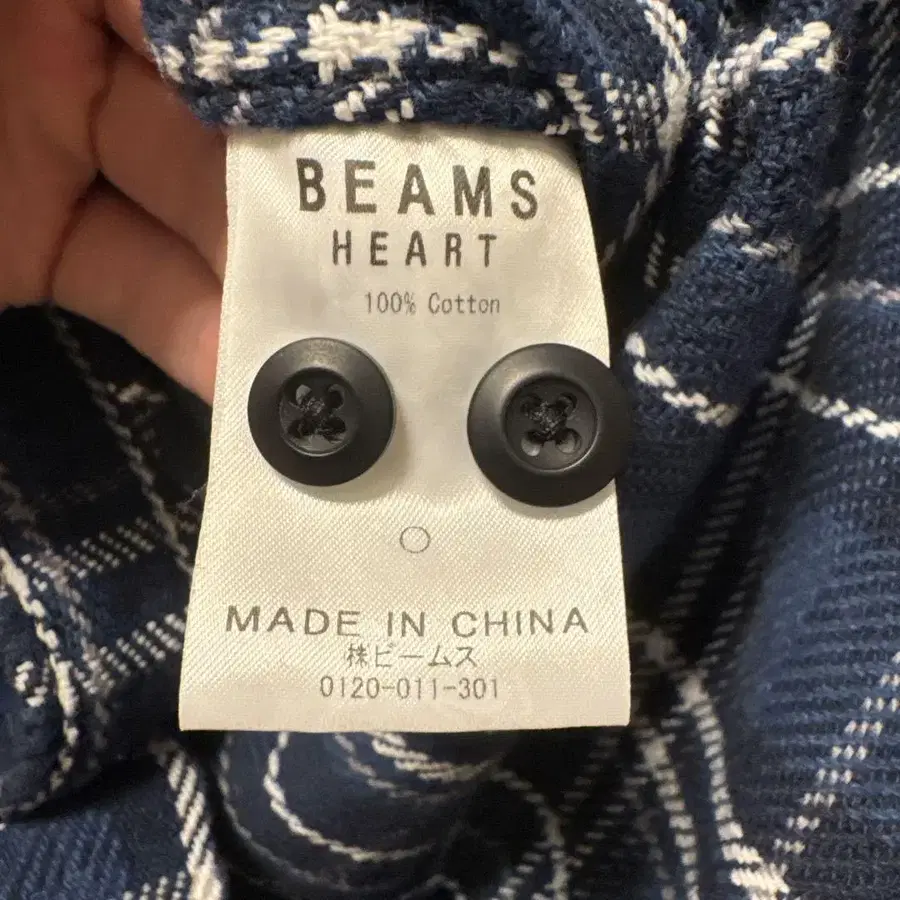 BEAMS
HEART
100% Cotton
MADE IN CHINA
株ビームス
0120-011-301